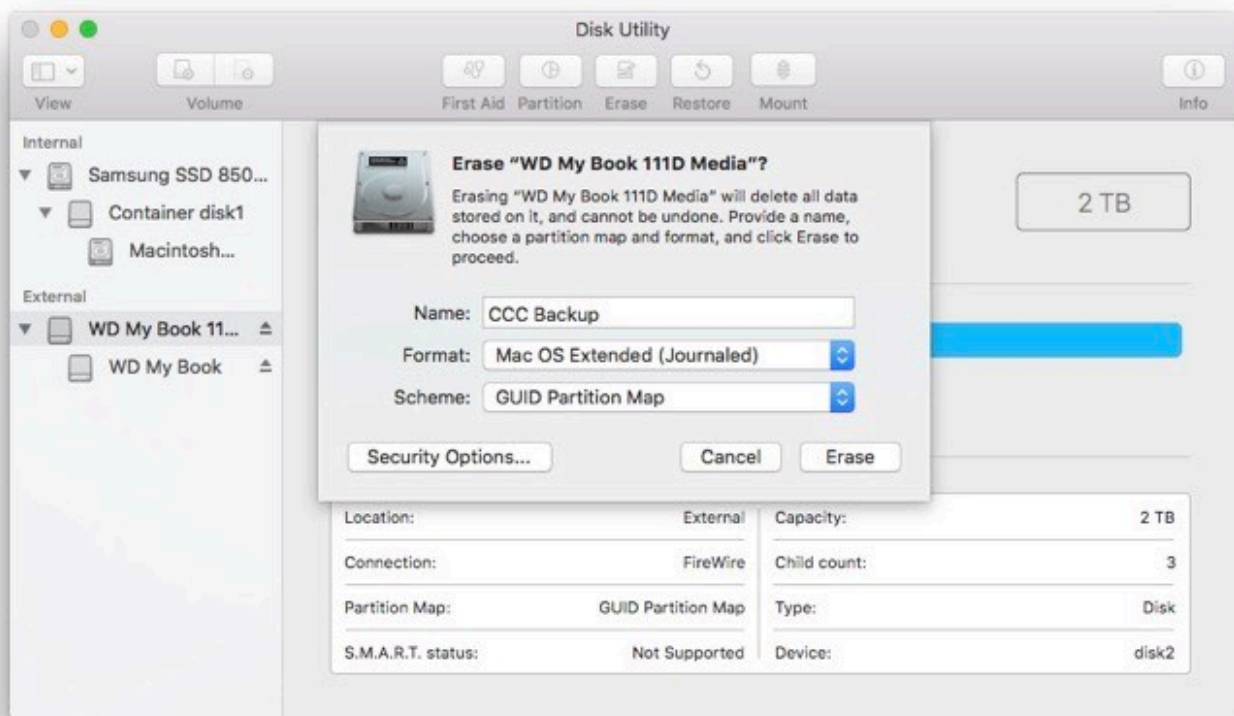 Disk Utility
View
Volume
First Aid
Partition
Erase
Restore
Mount
Info
Internal
Samsung SSD 850...
Container disk1
Macintosh...
External
WD My Book 11...
WD My Book
Erase “WD My Book 111D Media”?
Erasing “WD My Book 111D Media” will delete all data
stored on it, and cannot be undone. Provide a name,
choose a partition map and format, and click Erase to
proceed.
Name: CCC Backup
Format: Mac OS Extended (Journaled)
Scheme: GUID Partition Map
Security Options...
Cancel
Erase
2 TB
Location: External
Capacity: 2 TB
Connection: FireWire
Child count: 3
Partition Map: GUID Partition Map
Type: Disk
S.M.A.R.T. status: Not Supported
Device: disk2